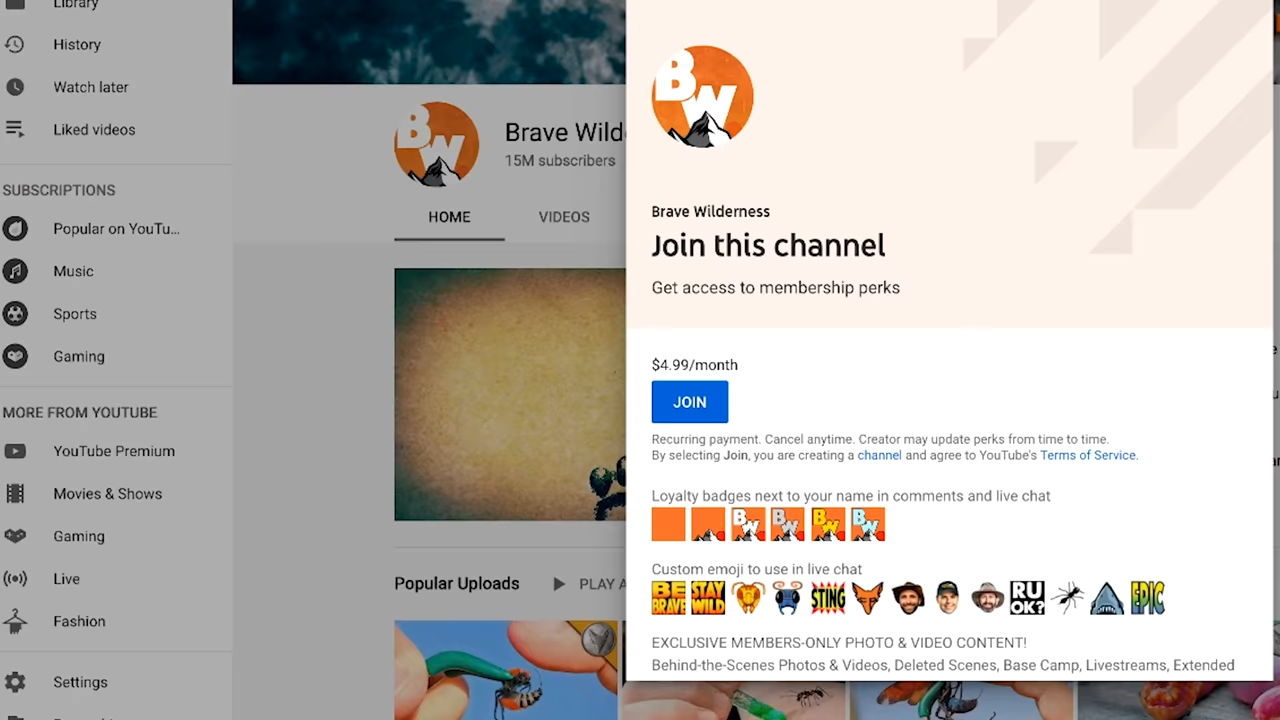 Library
History
Watch later
Liked videos
SUBSCRIPTIONS
Popular on YouTu...
Music
Sports
Gaming
MORE FROM YOUTUBE
YouTube Premium
Movies & Shows
Gaming
Live
Fashion
Settings
BW
Brave Wild
15M subscribers
HOME VIDEOS
Popular Uploads PLAY A
BW
Brave Wilderness
Join this channel
Get access to membership perks
$4.99/month
JOIN
Recurring payment. Cancel anytime. Creator may update perks from time to time.
By selecting Join, you are creating a channel and agree to YouTube's Terms of Service.
Loyalty badges next to your name in comments and live chat
BW BW BW BW
Custom emoji to use in live chat
BE BRAVE STAY WILD STING RU OK? EPIC
EXCLUSIVE MEMBERS-ONLY PHOTO & VIDEO CONTENT!
Behind-the-Scenes Photos & Videos, Deleted Scenes, Base Camp, Livestreams, Extended